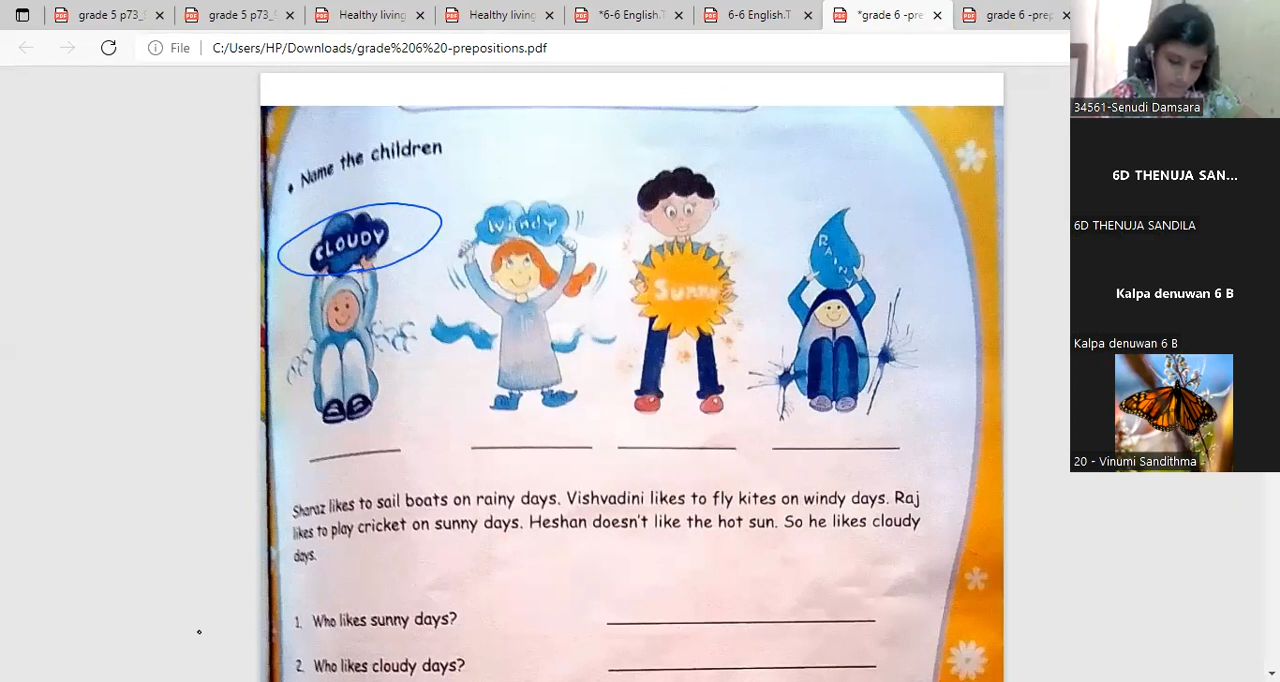 grade 5 p73_
grade 5 p73_
Healthy living
Healthy living
*6-6 English.T
6-6 English.T
*grade 6 -pre
grade 6 -prep
File
C:/Users/HP/Downloads/grade%206%20-prepositions.pdf
• Name the children
CLOUDY
Windy
Sunny
RAINY
Sharaz likes to sail boats on rainy days. Vishvadini likes to fly kites on windy days. Raj
likes to play cricket on sunny days. Heshan doesn't like the hot sun. So he likes cloudy
days.
1. Who likes sunny days?
2. Who likes cloudy days?
34561-Senudi Damsara
6D THENUJA SAN...
6D THENUJA SANDILA
Kalpa denuwan 6 B
Kalpa denuwan 6 B
20 - Vinumi Sandithma